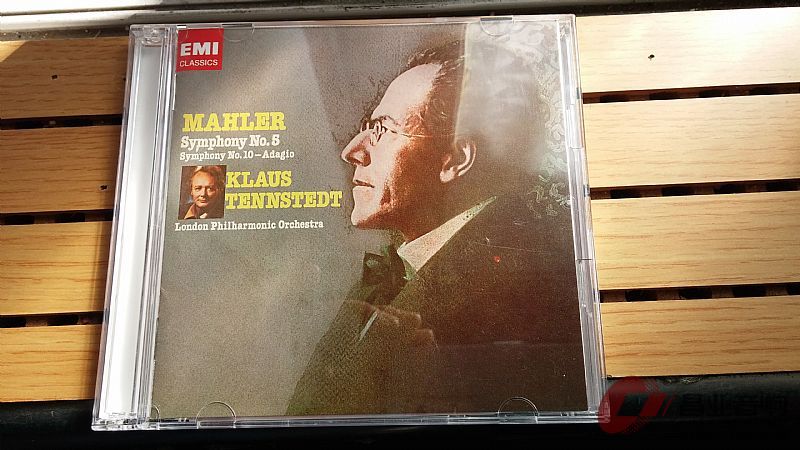 EMI
CLASSICS
MAHLER
Symphony No. 5
Symphony No. 10 – Adagio
KLAUS
TENNSTEDT
London Philharmonic Orchestra